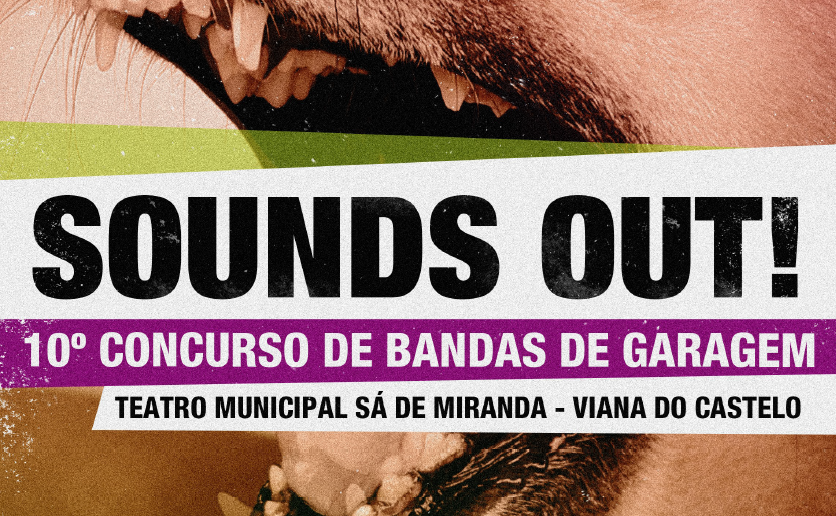 SOUNDS OUT!
10º CONCURSO DE BANDAS DE GARAGEM
TEATRO MUNICIPAL SÁ DE MIRANDA - VIANA DO CASTELO